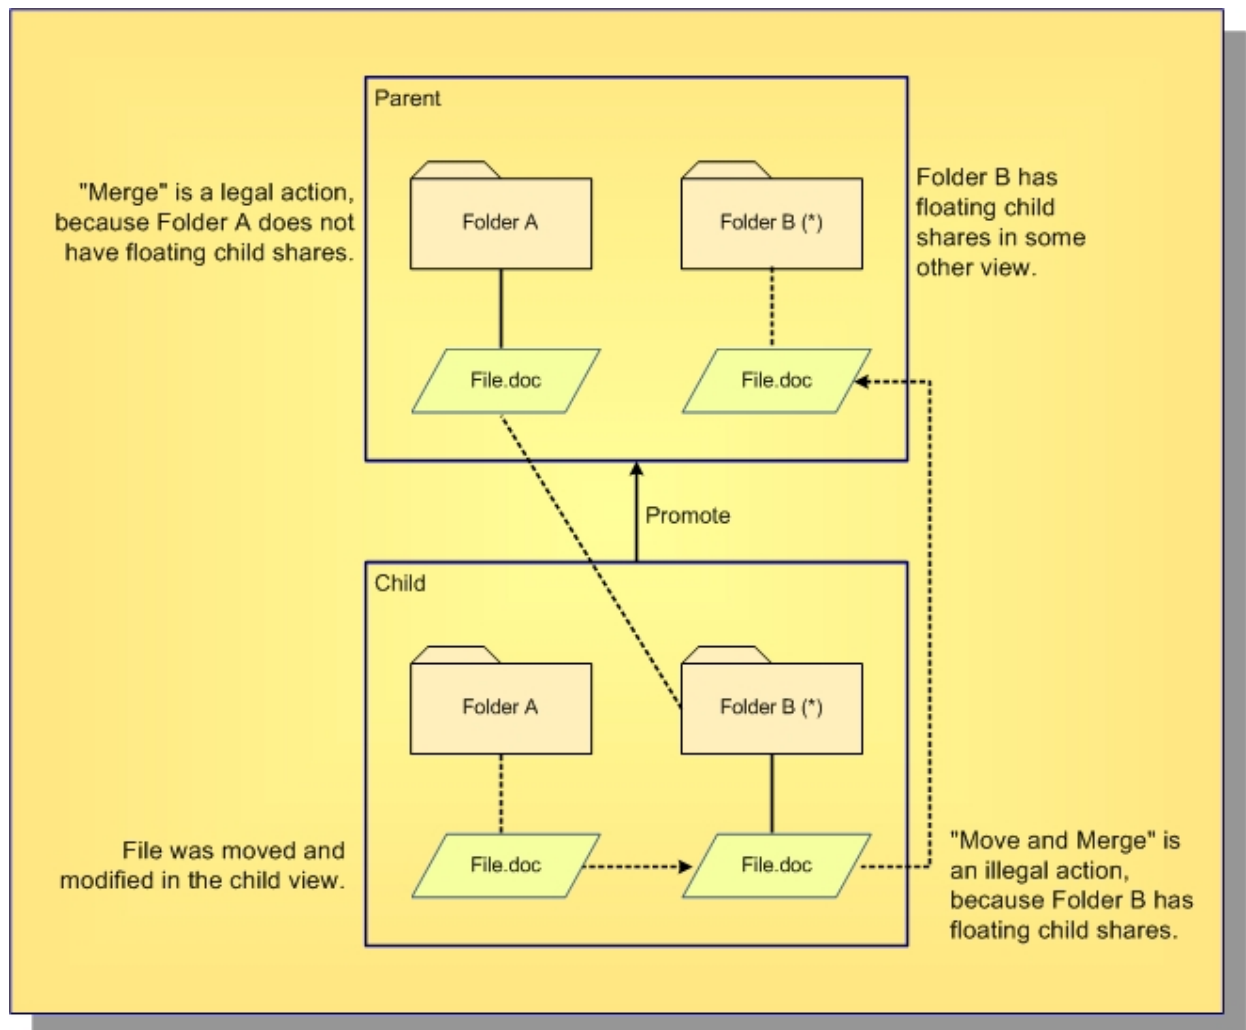 Parent
"Merge" is a legal action,
because Folder A does not
have floating child shares.
Folder A
Folder B (*)
Folder B has
floating child
shares in some
other view.
File.doc
File.doc
Promote
Child
Folder A
Folder B (*)
File was moved and
modified in the child view.
File.doc
File.doc
"Move and Merge" is
an illegal action,
because Folder B has
floating child shares.